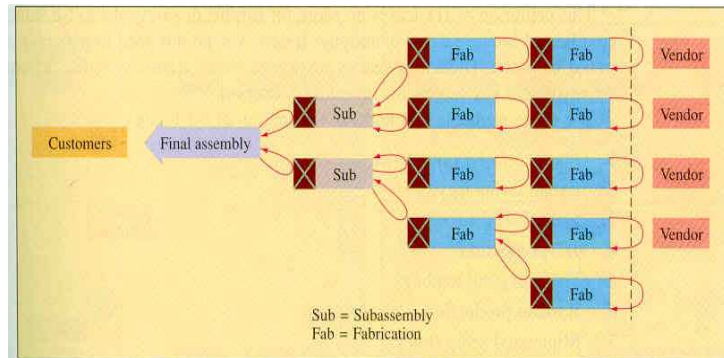 Fab
Fab
Vendor
Sub
Fab
Fab
Vendor
Customers
Final assembly
Sub
Fab
Fab
Vendor
Fab
Fab
Vendor
Fab
Sub = Subassembly
Fab = Fabrication